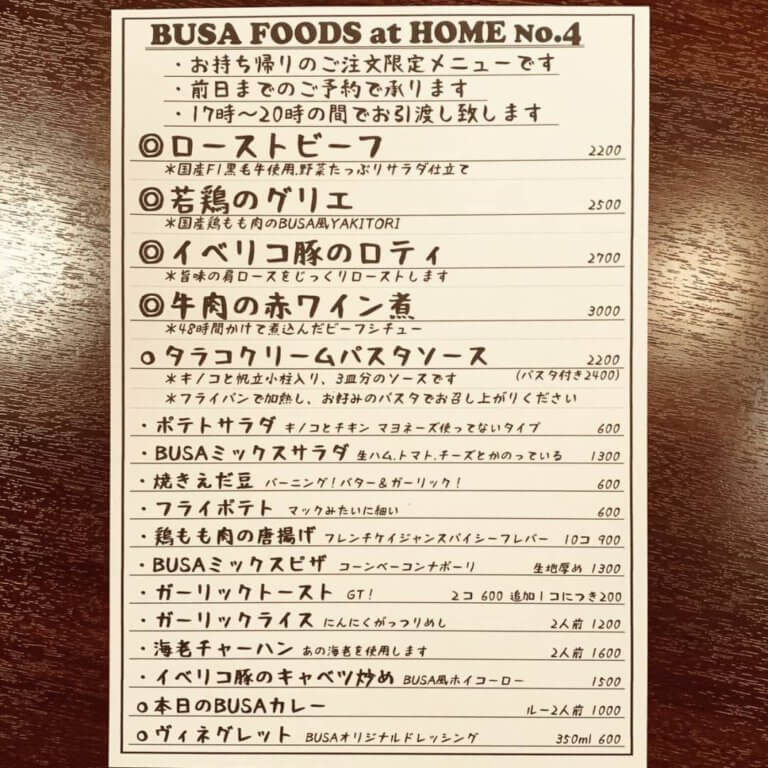 BUSA FOODS at HOME No.4
・お持ち帰りのご注文限定メニューです
・前日までのご予約で承ります
・17時〜20時の間でお引渡し致します
◎ローストビーフ 2200
＊国産F1黒毛牛使用.野菜たっぷりサラダ仕立て
◎若鶏のグリエ 2500
＊国産鶏もも肉のBUSA風YAKITORI
◎イベリコ豚のロティ 2700
＊旨味の肩ロースをじっくりローストします
◎牛肉の赤ワイン煮 3000
＊48時間かけて煮込んだビーフシチュー
○タラコクリームパスタソース 2200
＊キノコと帆立小柱入り、3皿分のソースです (パスタ付き2400)
＊フライパンで加熱し、お好みのパスタでお召し上がりください
・ポテトサラダ キノコとチキン マヨネーズ使ってないタイプ 600
・BUSAミックスサラダ 生ハム.トマト.チーズとかのっている 1300
・焼きえだ豆 バーニング！バター＆ガーリック！ 600
・フライポテト マックみたいに細い 600
・鶏もも肉の唐揚げ フレンチケイジャンスパイシーフレバー 10コ 900
・BUSAミックスピザ コーンベーコンナポーリ 生地厚め 1300
・ガーリックトースト GT！ 2コ 600 追加1コにつき200
・ガーリックライス にんにくがっつりめし 2人前 1200
・海老チャーハン あの海老を使用します 2人前 1600
・イベリコ豚のキャベツ炒め BUSA風ホイコーロー 1500
○本日のBUSAカレー ルー2人前 1000
○ヴィネグレット BUSAオリジナルドレッシング 350ml 600